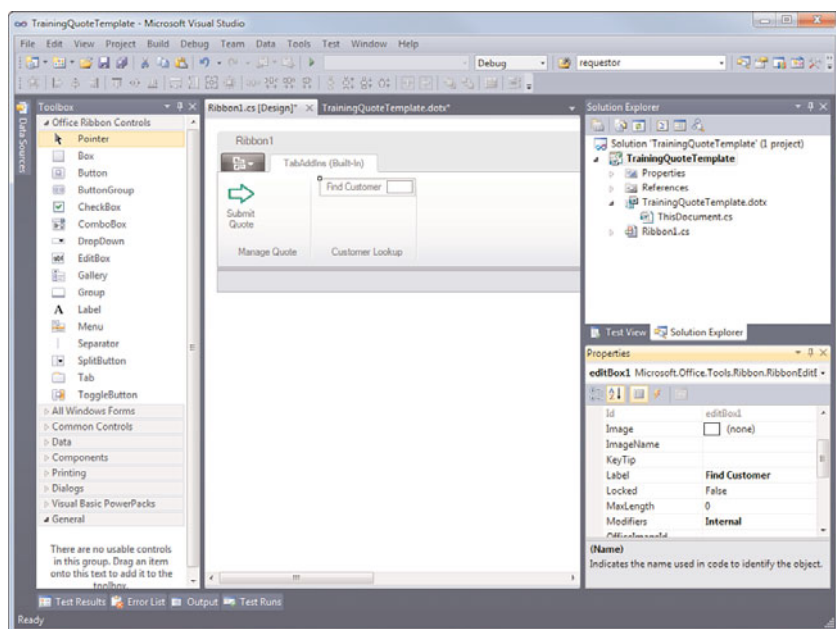 TrainingQuoteTemplate - Microsoft Visual Studio
File Edit View Project Build Debug Team Data Tools Test Window Help
Debug requestor
Data Sources
Toolbox
Office Ribbon Controls
Pointer
Box
Button
ButtonGroup
CheckBox
ComboBox
DropDown
EditBox
Gallery
Group
Label
Menu
Separator
SplitButton
Tab
ToggleButton
All Windows Forms
Common Controls
Data
Components
Printing
Dialogs
Visual Basic PowerPacks
General
There are no usable controls
in this group. Drag an item
onto this text to add it to the
toolbox.
Ribbon1.cs [Design]* TrainingQuoteTemplate.dotx*
Ribbon1
TabAddIns (Built-In)
Find Customer
Submit
Quote
Manage Quote Customer Lookup
Solution Explorer
Solution 'TrainingQuoteTemplate' (1 project)
TrainingQuoteTemplate
Properties
References
TrainingQuoteTemplate.dotx
ThisDocument.cs
Ribbon1.cs
Test View Solution Explorer
Properties
editBox1 Microsoft.Office.Tools.Ribbon.RibbonEditE
Id editBox1
Image (none)
ImageName
KeyTip
Label Find Customer
Locked False
MaxLength 0
Modifiers Internal
OfficeImageId
(Name)
Indicates the name used in code to identify the object.
Test Results Error List Output Test Runs
Ready